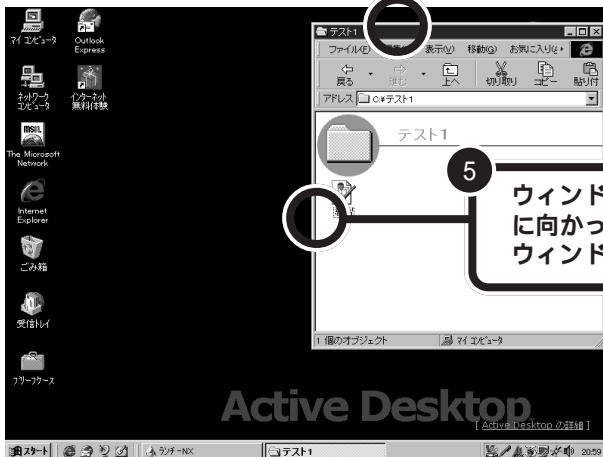 マイ コンピュータ
Outlook
Express
ネットワーク
コンピュータ
インターネット
無料体験
The Microsoft
Network
Internet
Explorer
ごみ箱
受信トレイ
ブリーフケース
テスト1
ファイル(F)
表示(V) 移動(G) お気に入り(
戻る
進む
上へ
切り取り
コピー
貼り付
アドレス C:¥テスト1
テスト1
5
ウィンド
に向かっ
ウィンド
1 個のオブジェクト
マイ コンピュータ
Active Desktop
[ Active Desktop の詳細 ]
スタート
ランチ-NX
テスト1
20:59